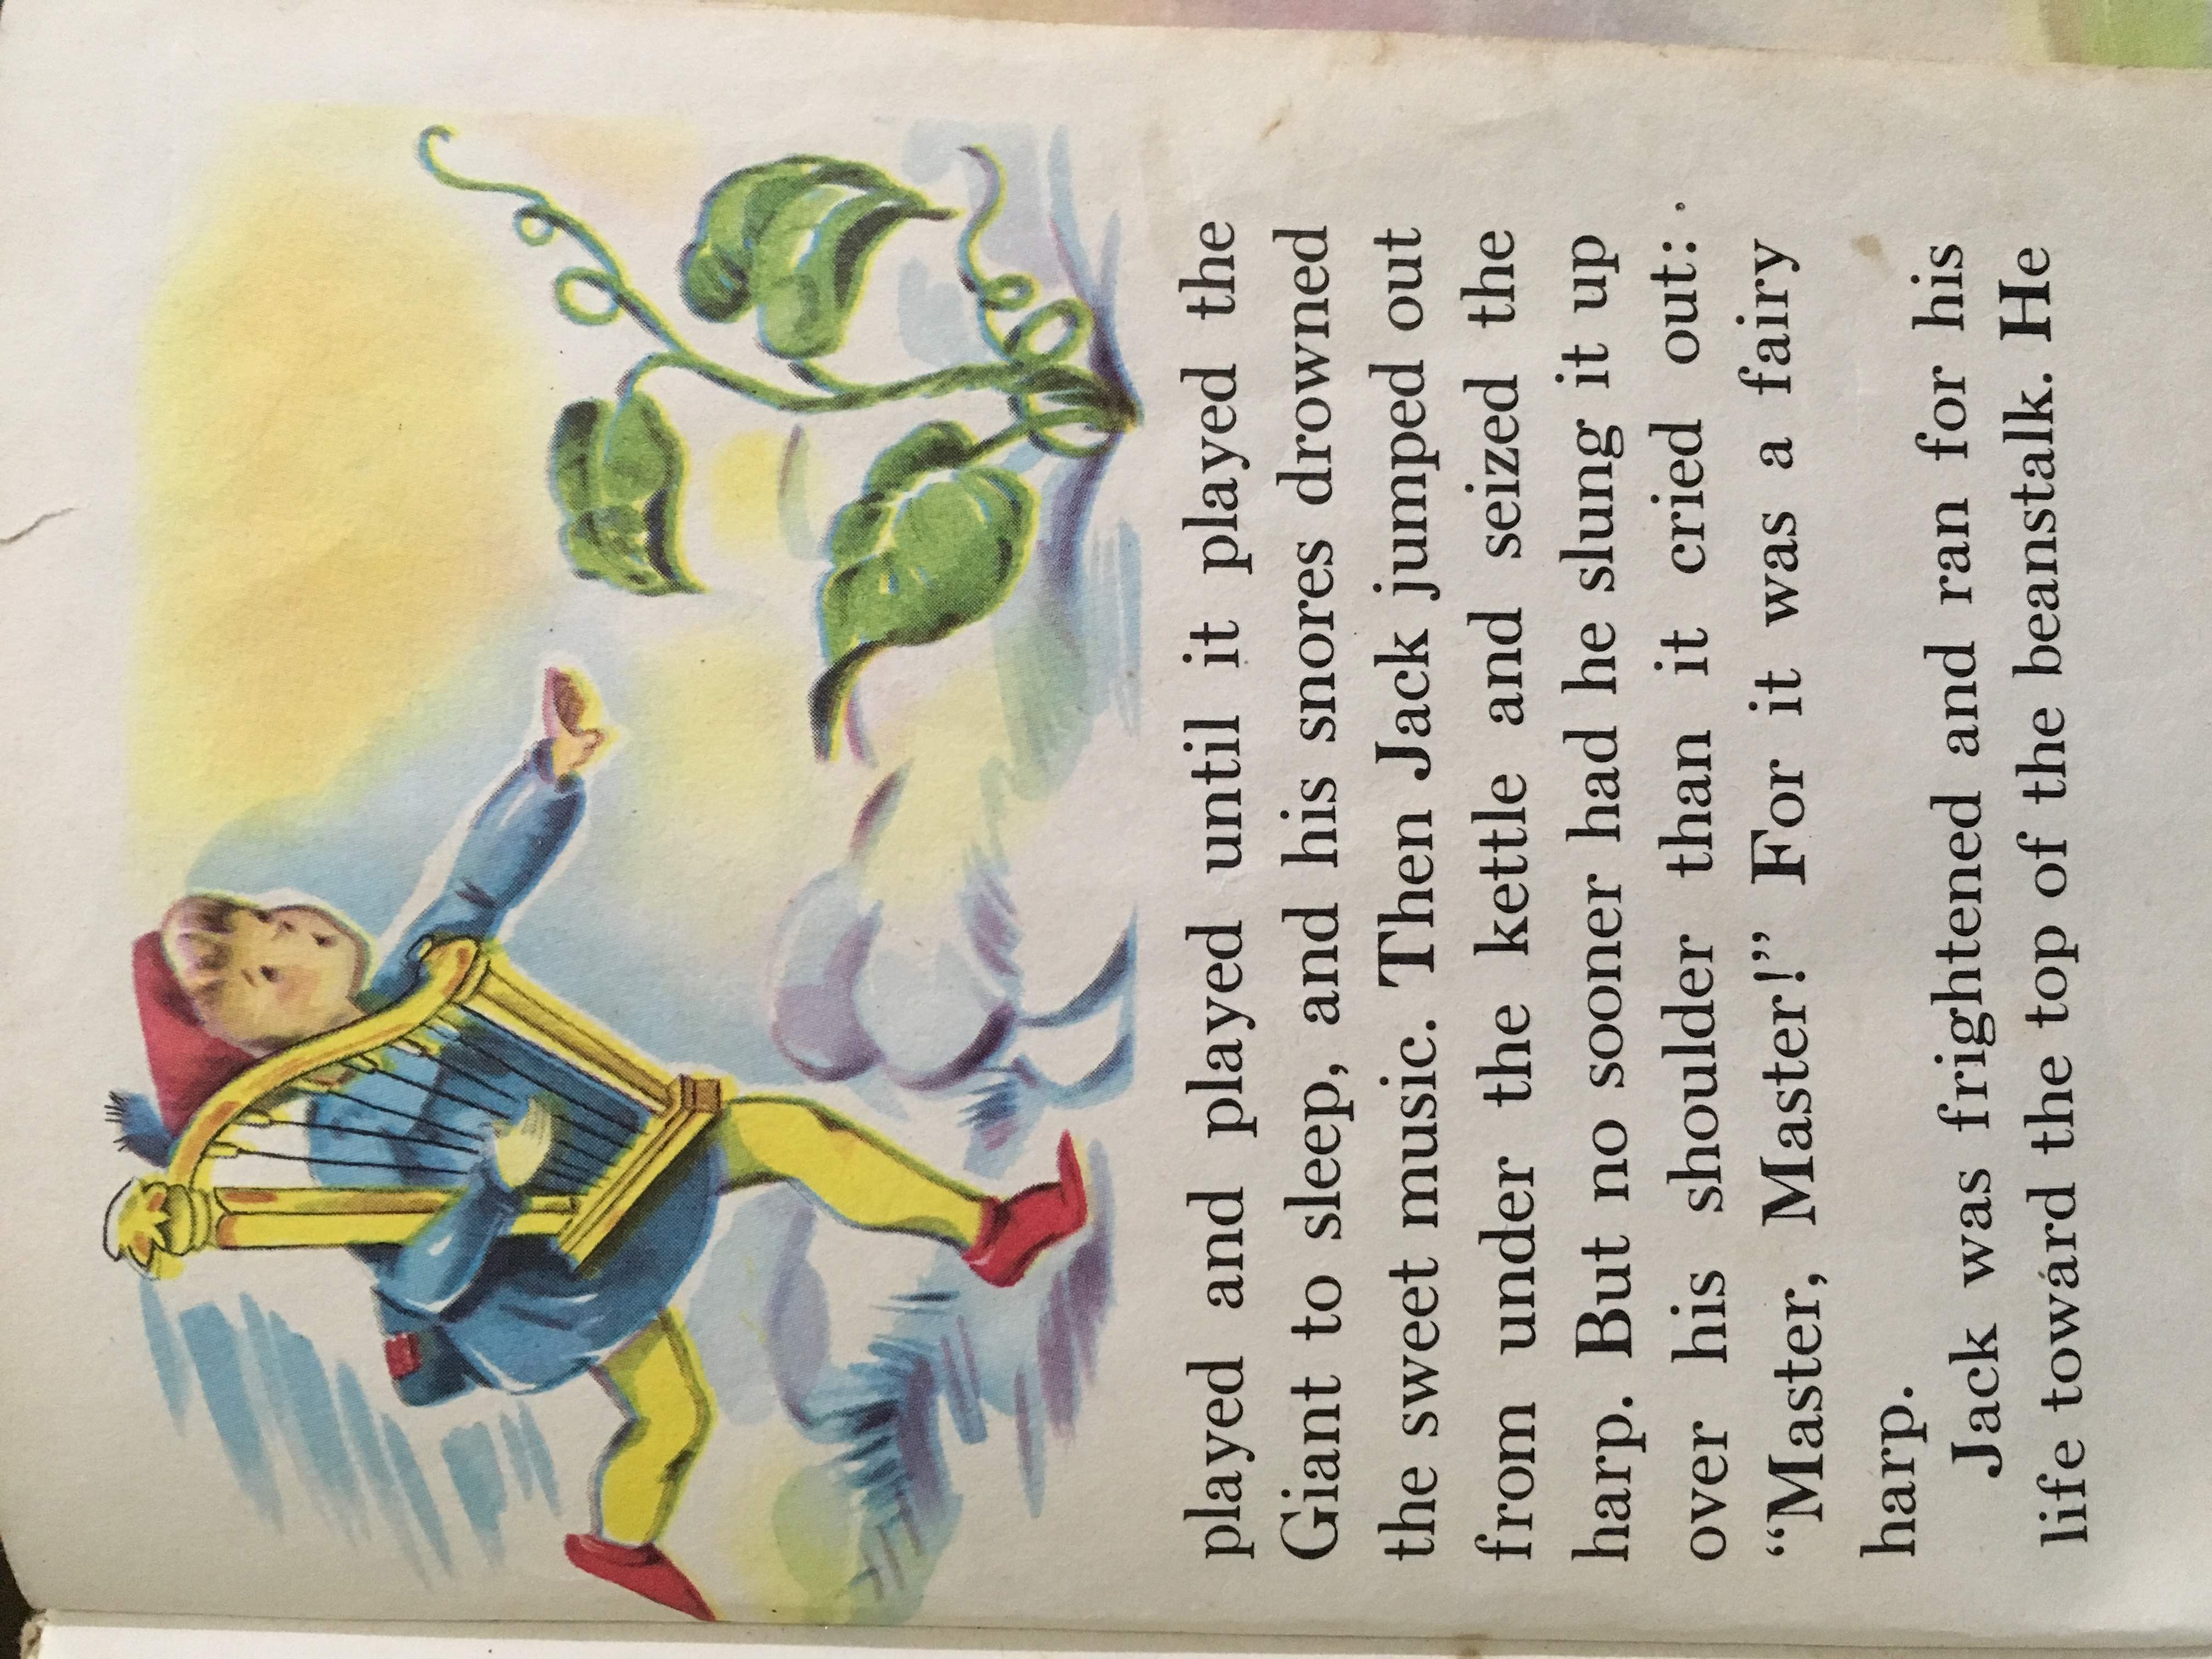 played and played until it played the
Giant to sleep, and his snores drowned
the sweet music. Then Jack jumped out
from under the kettle and seized the
harp. But no sooner had he slung it up
over his shoulder than it cried out:
“Master, Master!” For it was a fairy
harp.
Jack was frightened and ran for his
life toward the top of the beanstalk. He